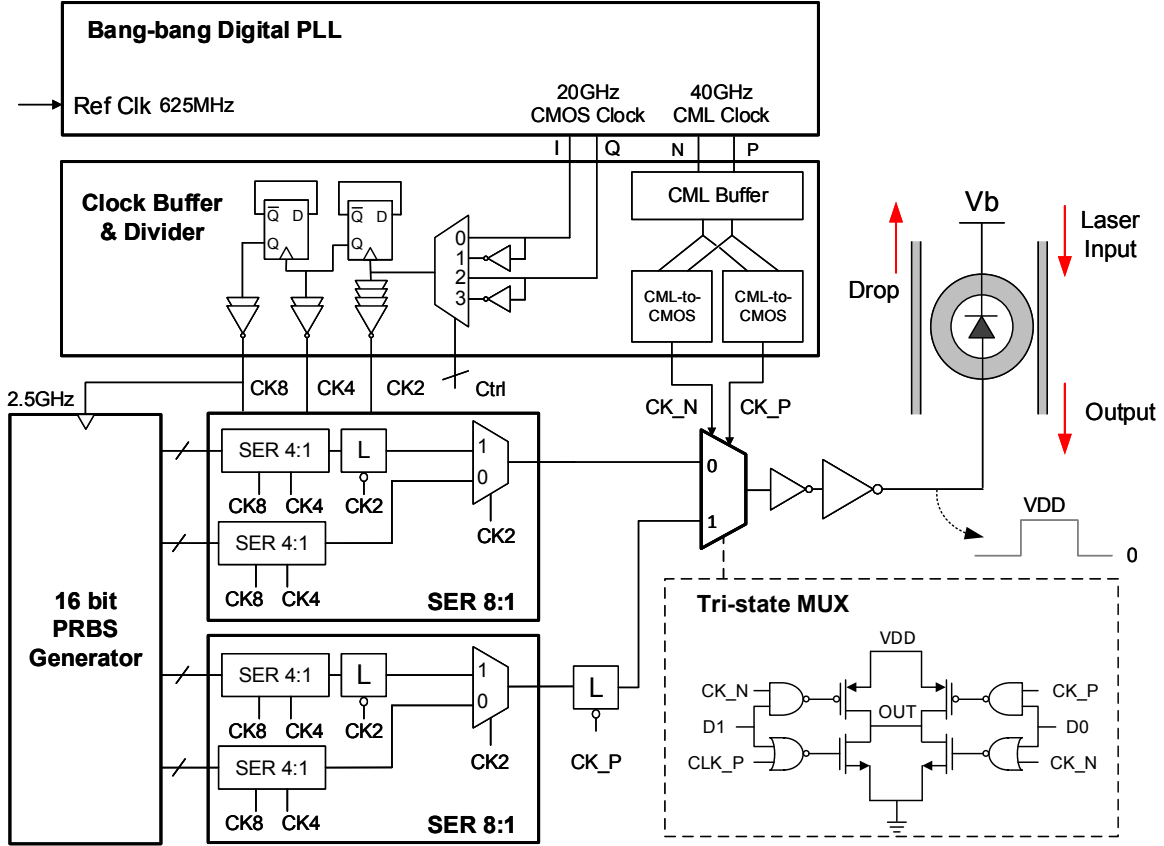 Bang-bang Digital PLL
Ref Clk 625MHz
20GHz
CMOS Clock
40GHz
CML Clock
I
Q
N
P
Clock Buffer
& Divider
Q
D
Q
Q
D
Q
0
1
2
3
CML Buffer
CML-to-
CMOS
CML-to-
CMOS
Vb
Laser
Input
Drop
Output
2.5GHz
CK8
CK4
CK2
Ctrl
CK_N
CK_P
16 bit
PRBS
Generator
SER 4:1
L
1
0
CK8
CK4
CK2
CK2
SER 4:1
CK8
CK4
SER 8:1
0
1
VDD
0
SER 4:1
L
1
0
CK8
CK4
CK2
CK2
SER 4:1
CK8
CK4
SER 8:1
L
CK_P
Tri-state MUX
VDD
CK_N
CK_P
D1
OUT
D0
CLK_P
CK_N